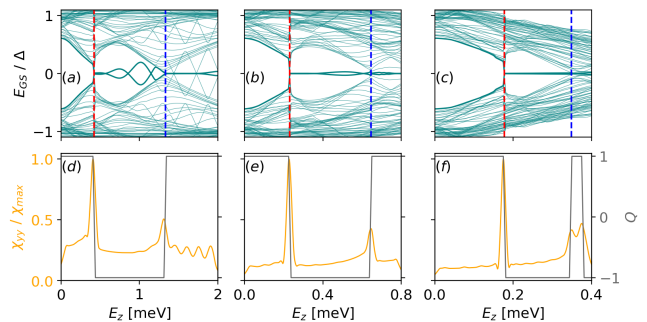 E_GS / Δ
1
0
−1
(a)
(b)
(c)
χ_yy / χ_max
1.0
0.5
0.0
(d)
(e)
(f)
1
0
−1
Q
0 1 2
0.0 0.4 0.8
0.0 0.2 0.4
E_z [meV]
E_z [meV]
E_z [meV]